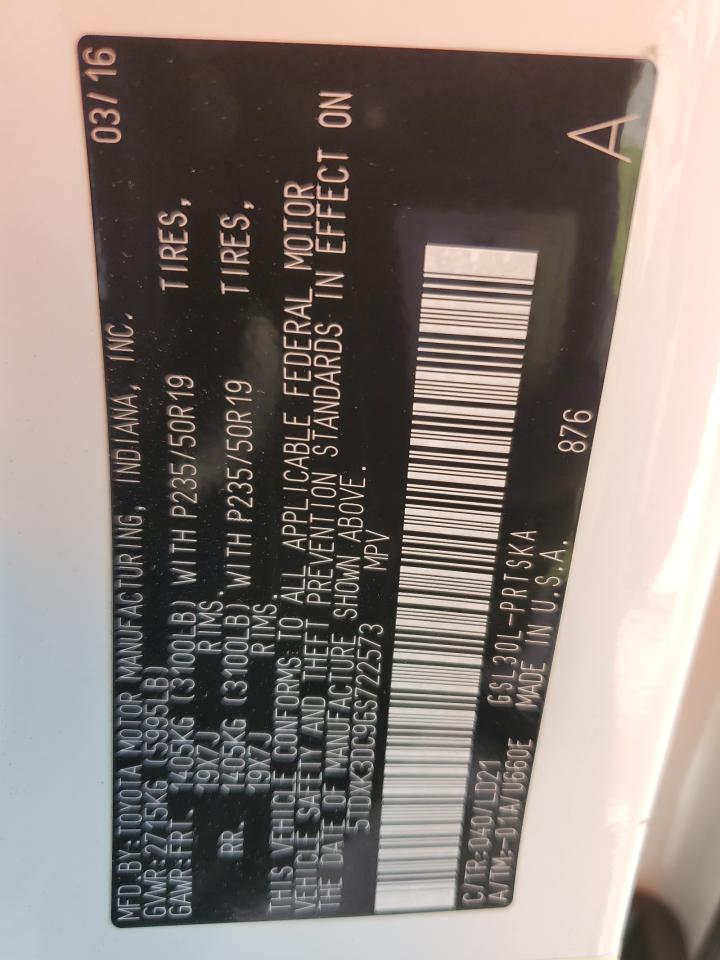 MFD.BY:TOYOTA MOTOR MANUFACTURING, INDIANA, INC. 03/16
GVWR:2715KG (5995LB)
GAWR:FRT. 1405KG (3100LB) WITH P235/50R19 TIRES,
19X7J RIMS.
RR. 1405KG (3100LB) WITH P235/50R19 TIRES,
19X7J RIMS.
THIS VEHICLE CONFORMS TO ALL APPLICABLE FEDERAL MOTOR
VEHICLE SAFETY AND THEFT PREVENTION STANDARDS IN EFFECT ON
THE DATE OF MANUFACTURE SHOWN ABOVE.
5TDXK3DC9GS722573 MPV
C/TR:040/LD21 GSL30L-PRTSKA 876 A
A/TM:-01A/U660E MADE IN U.S.A.